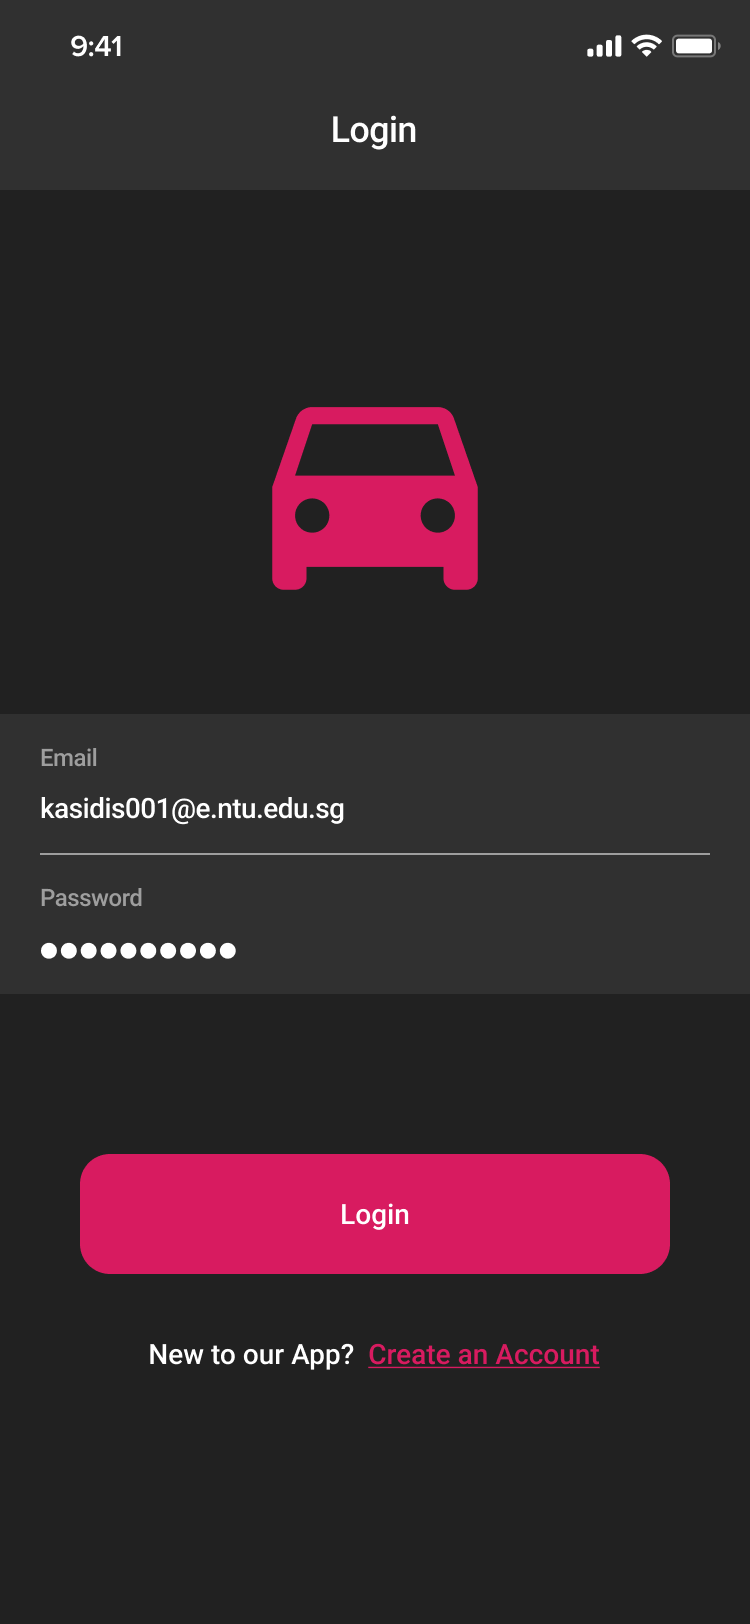 9:41
Login
Email
kasidis001@e.ntu.edu.sg
Password
●●●●●●●●●●
Login
New to our App? Create an Account